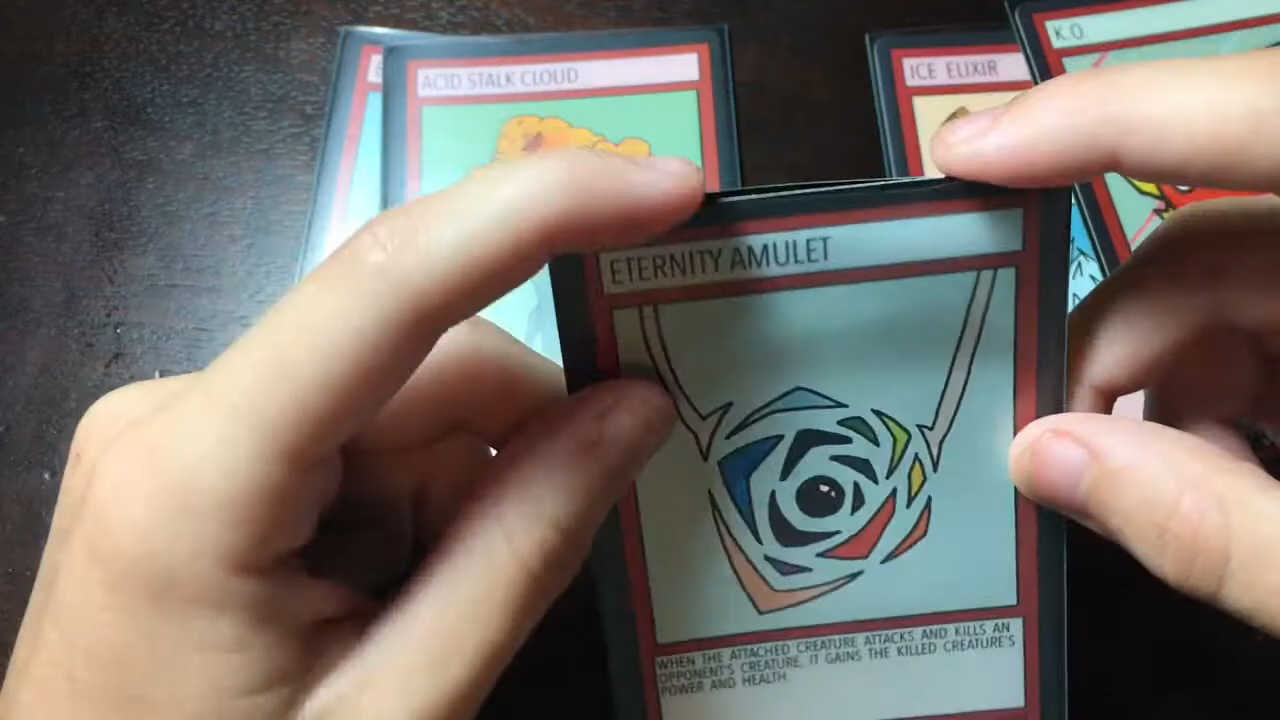 K.O.
ACID STALK CLOUD
ICE ELIXIR
ETERNITY AMULET
WHEN THE ATTACHED CREATURE ATTACKS AND KILLS AN
OPPONENT'S CREATURE, IT GAINS THE KILLED CREATURE'S
POWER AND HEALTH